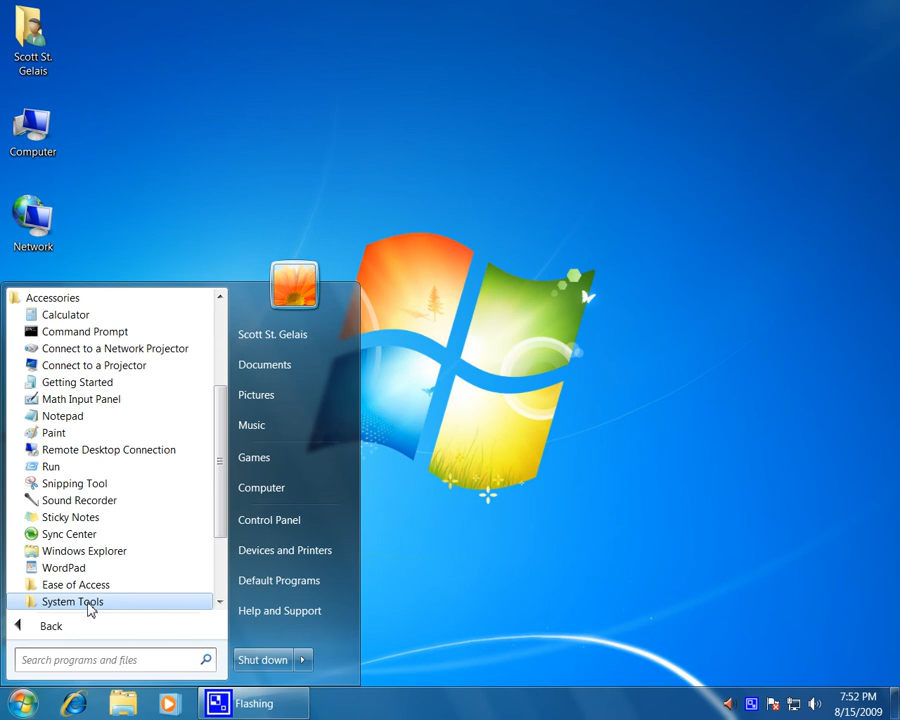 Scott St.
Gelais
Computer
Network
Accessories
Calculator
Command Prompt
Connect to a Network Projector
Connect to a Projector
Getting Started
Math Input Panel
Notepad
Paint
Remote Desktop Connection
Run
Snipping Tool
Sound Recorder
Sticky Notes
Sync Center
Windows Explorer
WordPad
Ease of Access
System Tools
Back
Search programs and files
Scott St. Gelais
Documents
Pictures
Music
Games
Computer
Control Panel
Devices and Printers
Default Programs
Help and Support
Shut down
Flashing
7:52 PM
8/15/2009